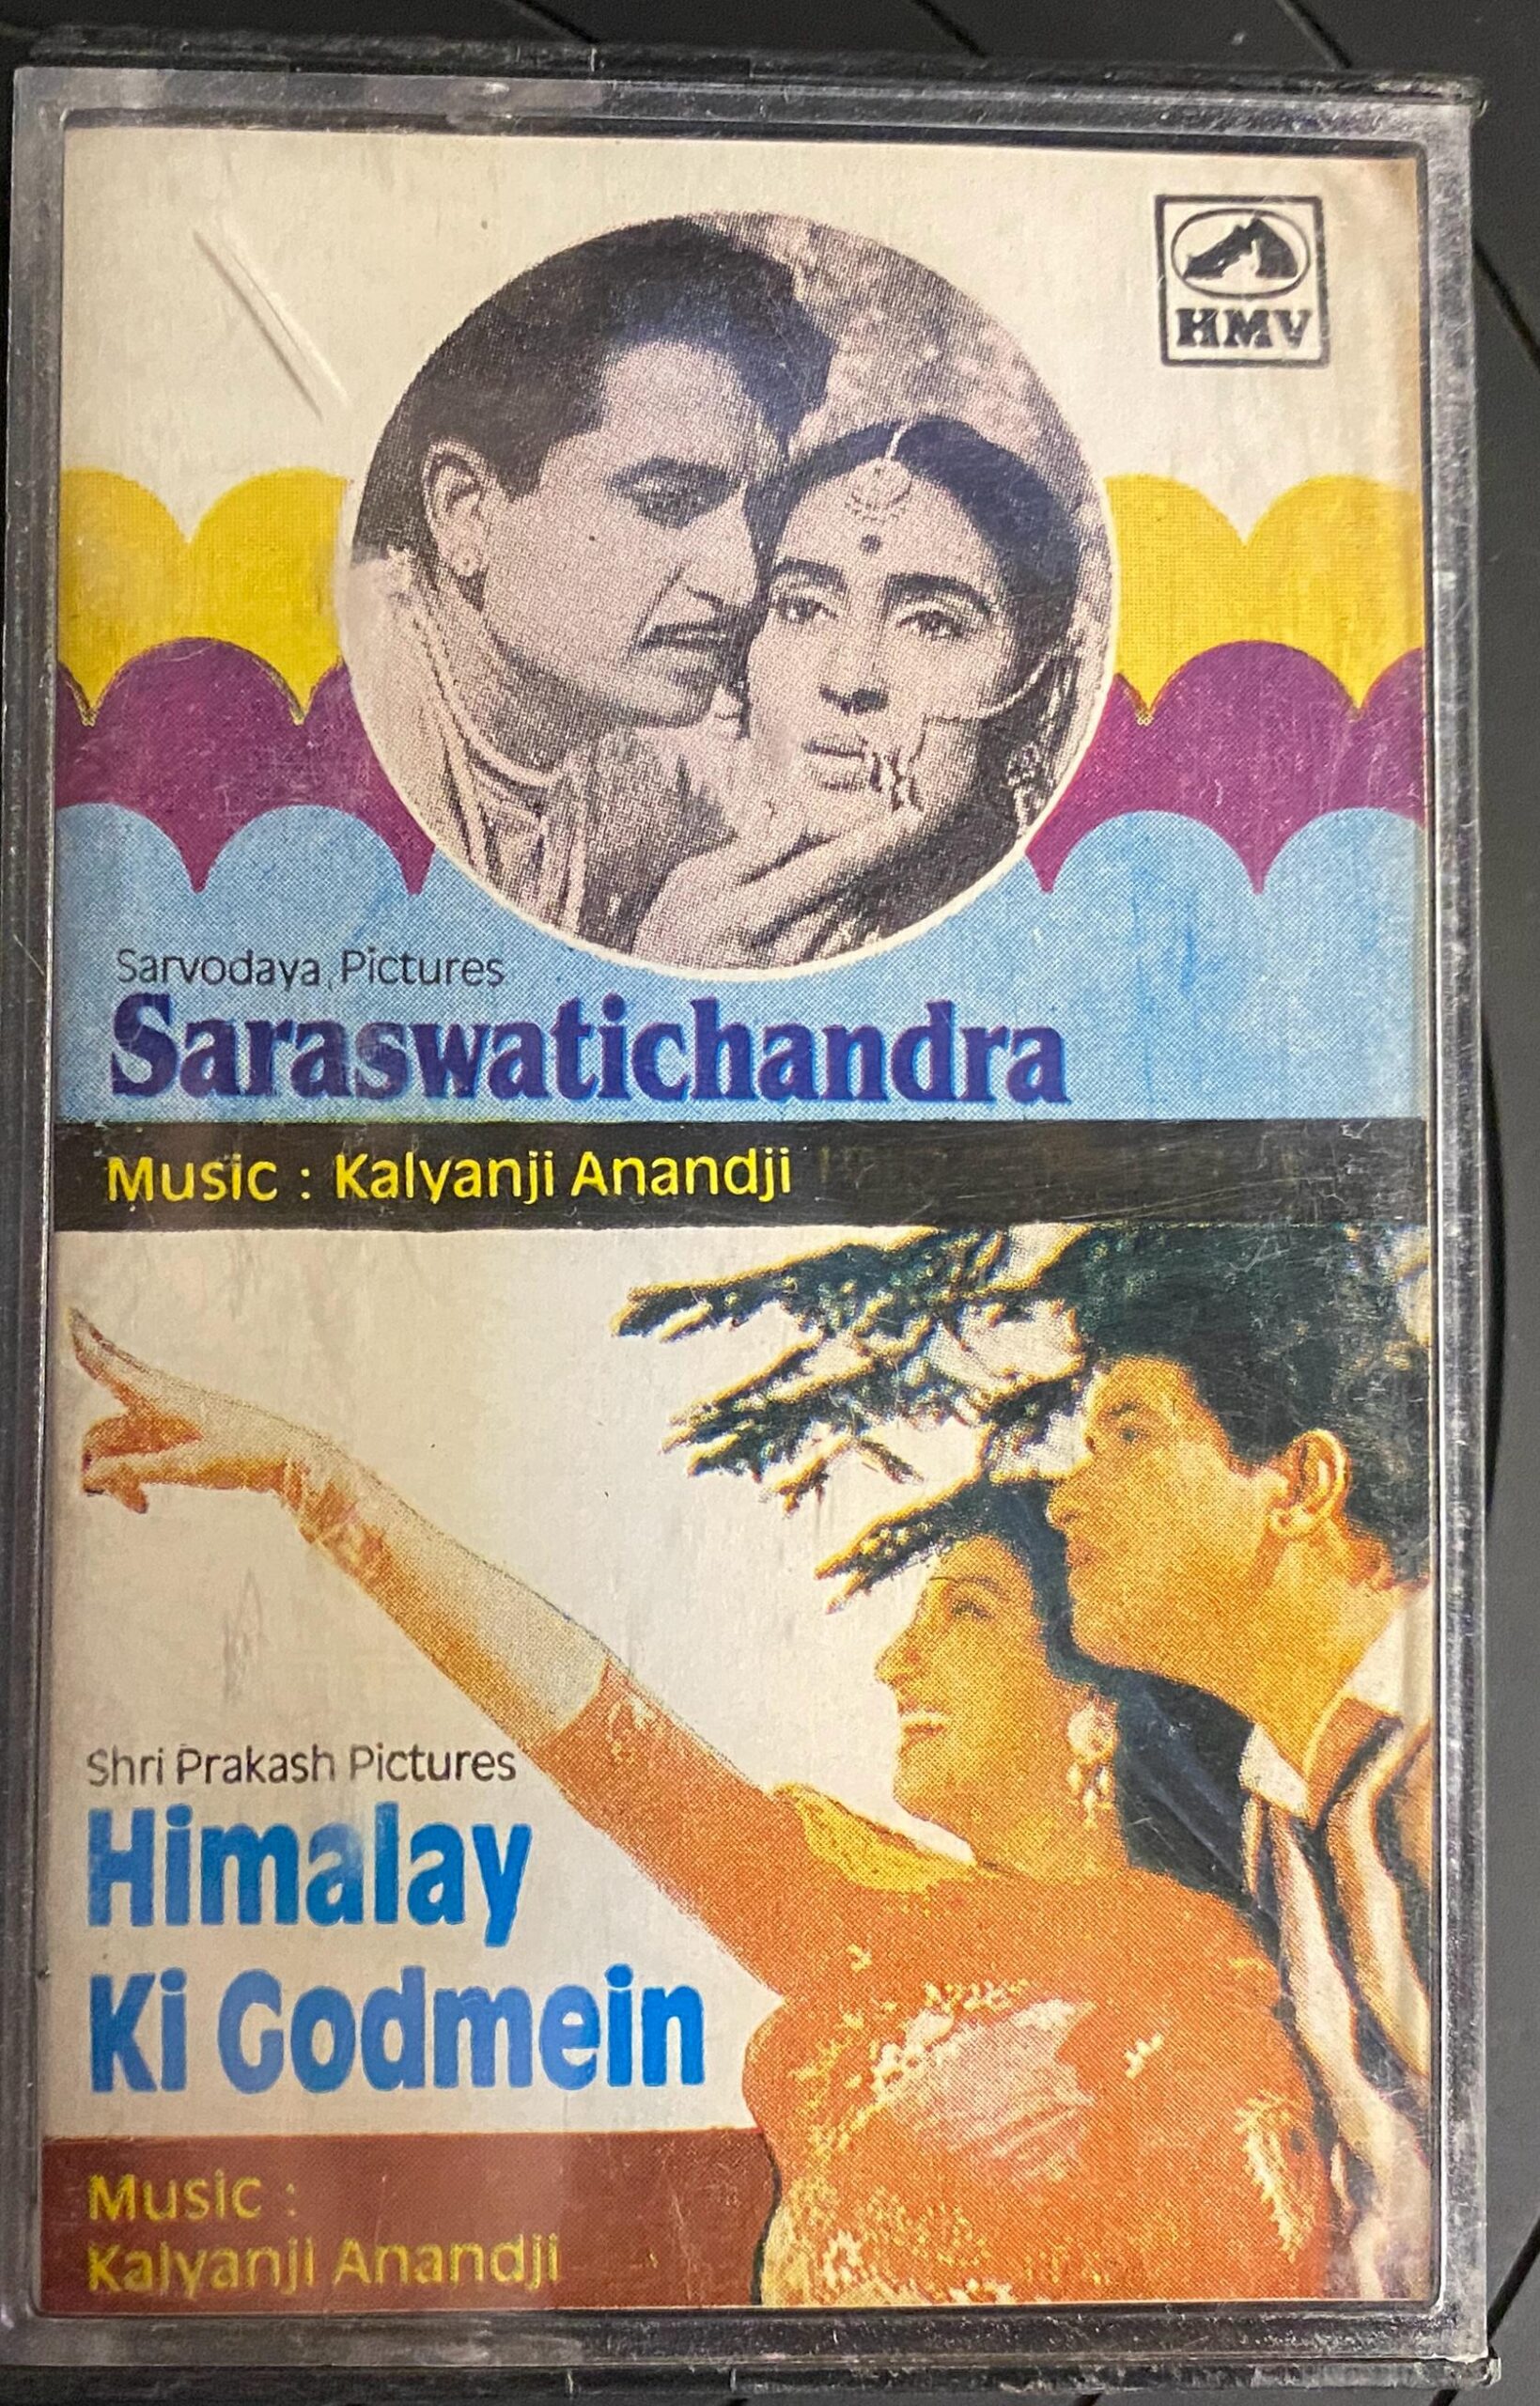 HMV
Sarvodaya Pictures
Saraswatichandra
Music : Kalyanji Anandji
Shri Prakash Pictures
Himalay
Ki Godmein
Music :
Kalyanji Anandji